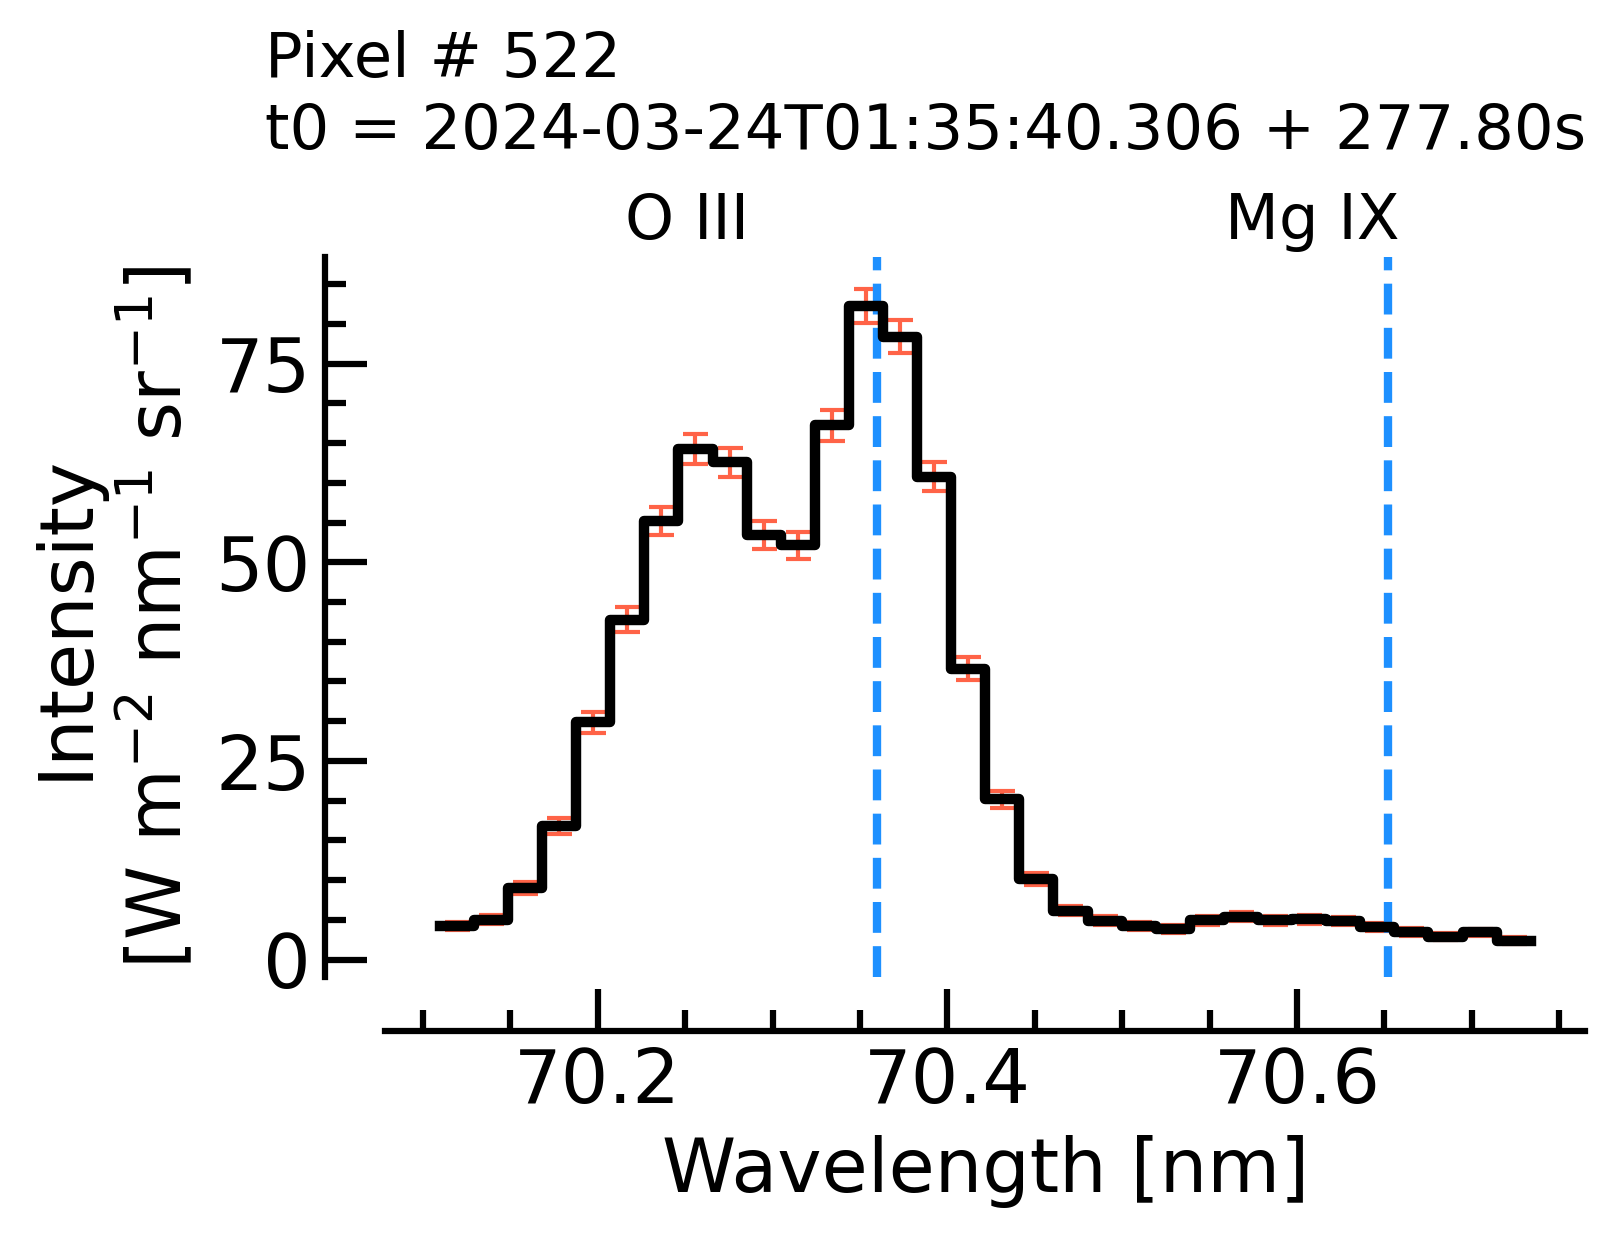 Pixel # 522
t0 = 2024-03-24T01:35:40.306 + 277.80s
O III
Mg IX
Intensity
[W m⁻² nm⁻¹ sr⁻¹]
75
50
25
0
70.2
70.4
70.6
Wavelength [nm]